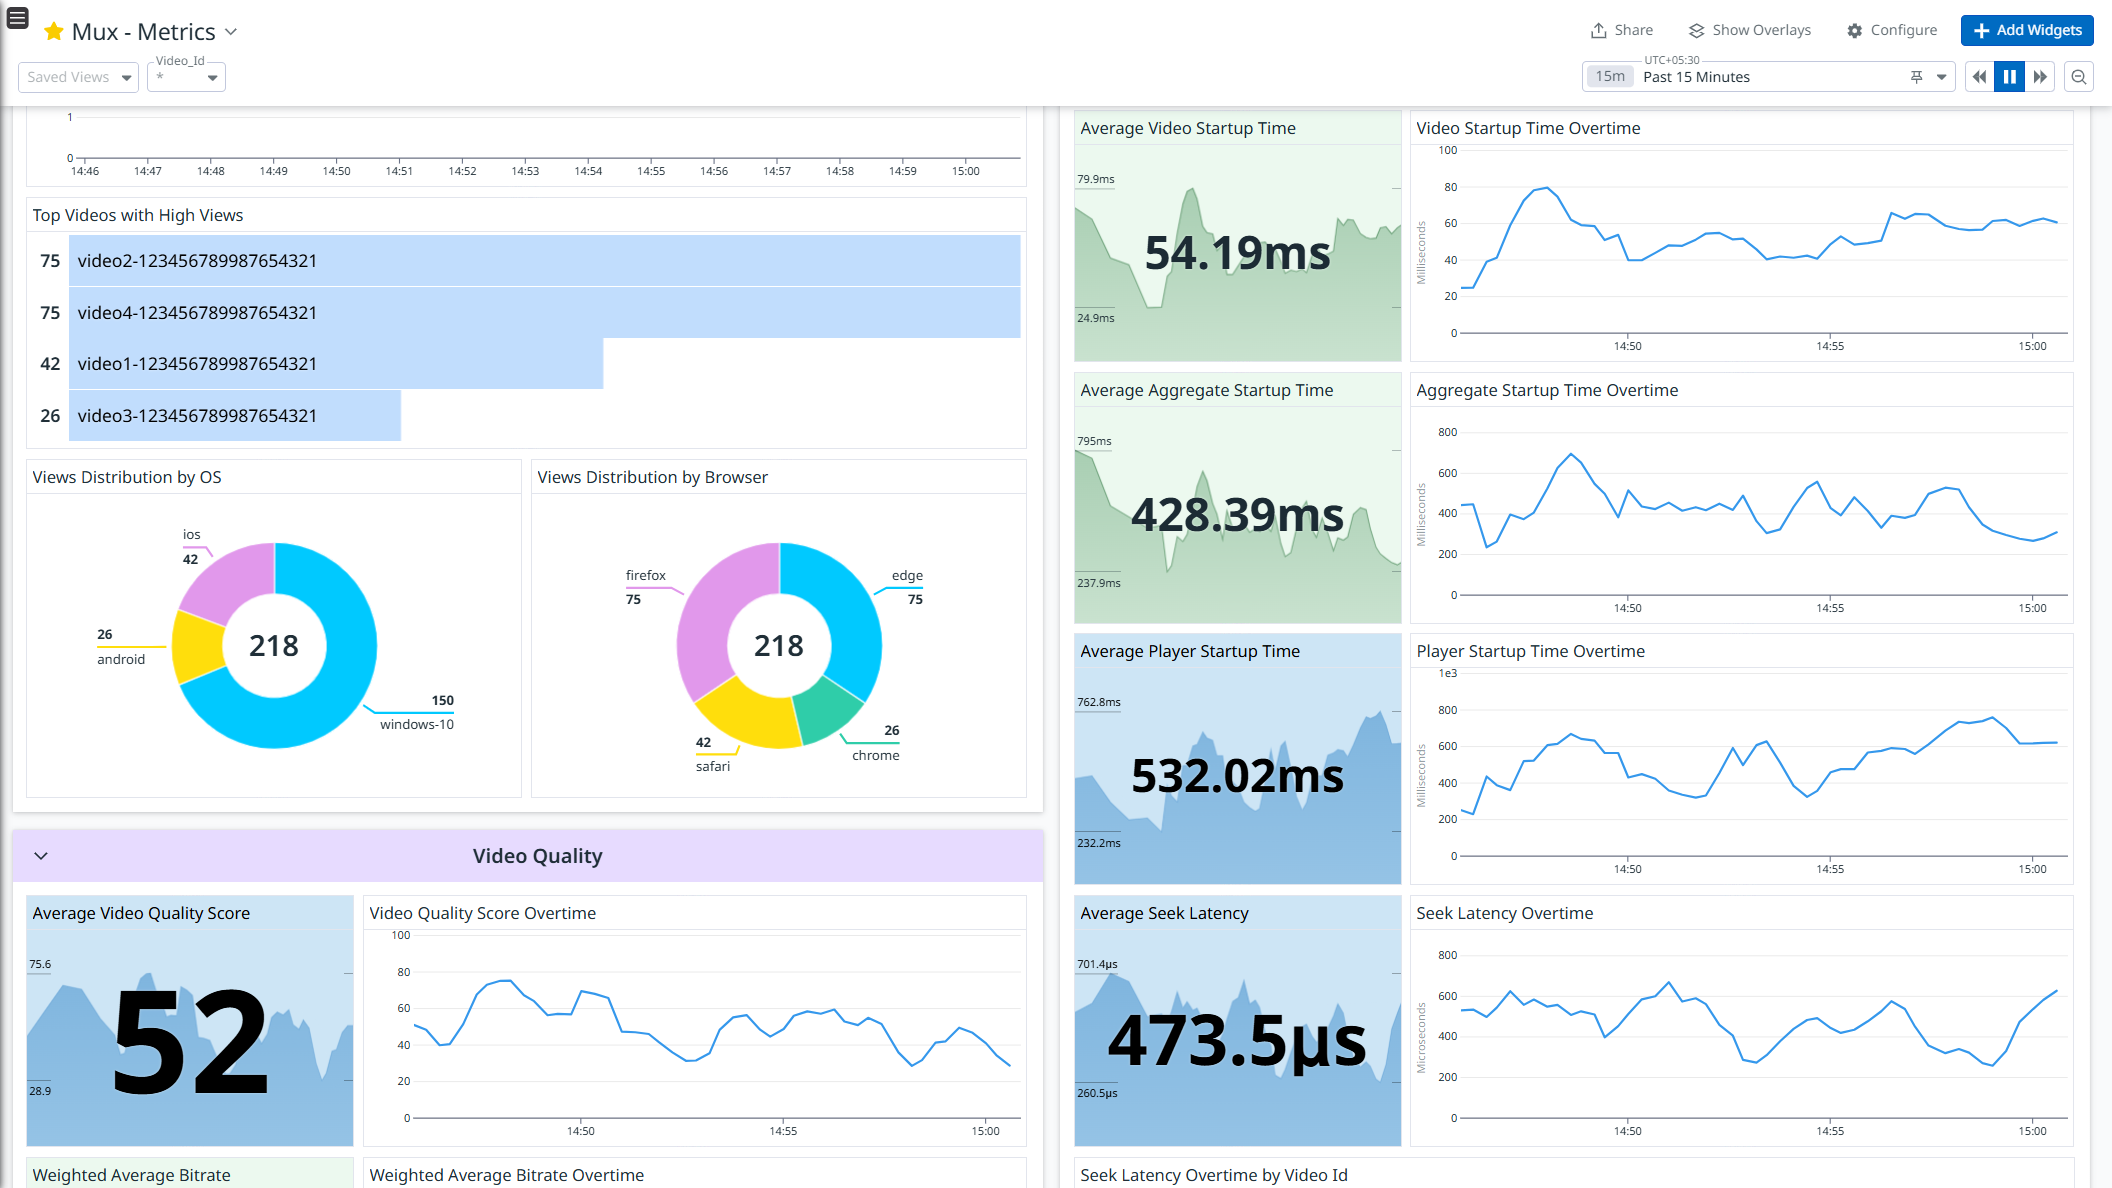 Mux - Metrics
Share
Show Overlays
Configure
Add Widgets
Saved Views
Video_Id
*
UTC+05:30
15m
Past 15 Minutes
1
0
14:46 14:47 14:48 14:49 14:50 14:51 14:52 14:53 14:54 14:55 14:56 14:57 14:58 14:59 15:00
Top Videos with High Views
75 video2-123456789987654321
75 video4-123456789987654321
42 video1-123456789987654321
26 video3-123456789987654321
Views Distribution by OS
ios
42
26
android
218
150
windows-10
Views Distribution by Browser
firefox
75
edge
75
218
42
safari
26
chrome
Video Quality
Average Video Quality Score
75.6
52
28.9
Video Quality Score Overtime
100
80
60
40
20
0
14:50 14:55 15:00
Weighted Average Bitrate
Weighted Average Bitrate Overtime
Average Video Startup Time
79.9ms
54.19ms
24.9ms
Video Startup Time Overtime
Milliseconds
100
80
60
40
20
0
14:50 14:55 15:00
Average Aggregate Startup Time
795ms
428.39ms
237.9ms
Aggregate Startup Time Overtime
Milliseconds
800
600
400
200
0
14:50 14:55 15:00
Average Player Startup Time
762.8ms
532.02ms
232.2ms
Player Startup Time Overtime
Milliseconds
1e3
800
600
400
200
0
14:50 14:55 15:00
Average Seek Latency
701.4µs
473.5µs
260.5µs
Seek Latency Overtime
Microseconds
800
600
400
200
0
14:50 14:55 15:00
Seek Latency Overtime by Video Id